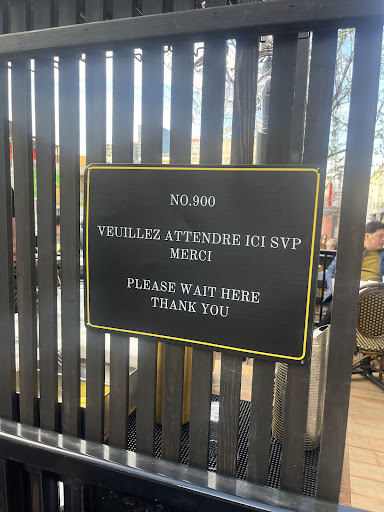 NO.900
VEUILLEZ ATTENDRE ICI SVP
MERCI
PLEASE WAIT HERE
THANK YOU